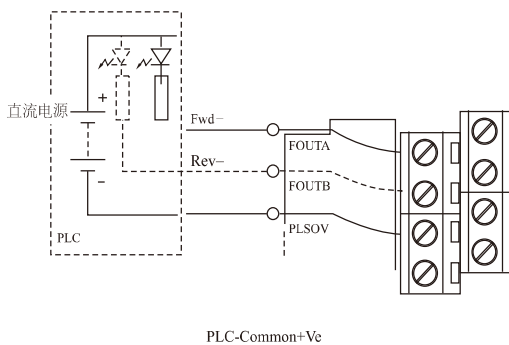 直流电源
+
−
PLC
Fwd−
Rev−
FOUTA
FOUTB
PLSOV
PLC-Common+Ve